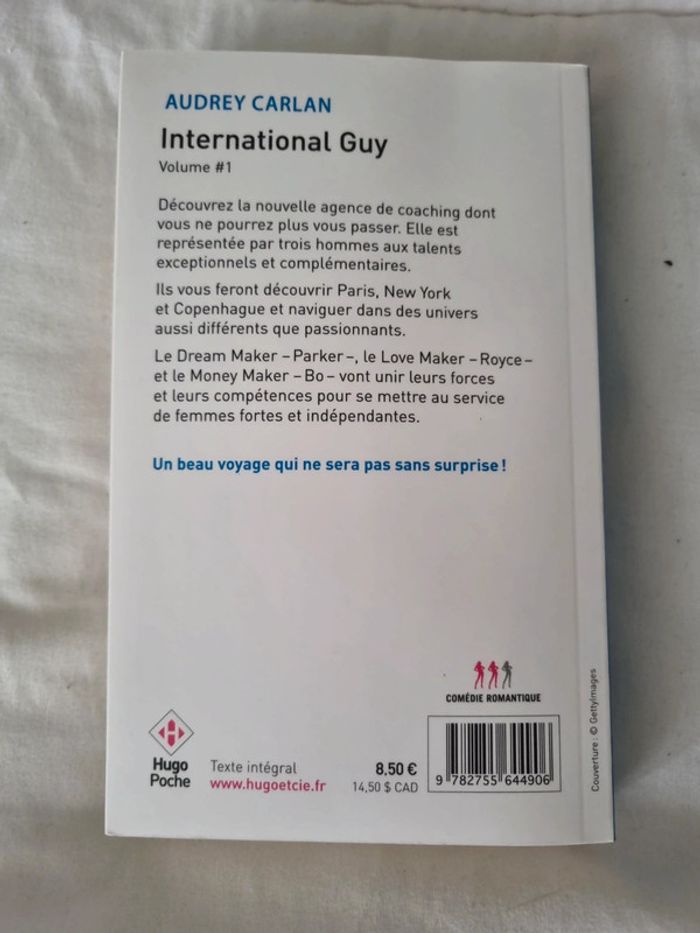 AUDREY CARLAN
International Guy
Volume #1
Découvrez la nouvelle agence de coaching dont
vous ne pourrez plus vous passer. Elle est
représentée par trois hommes aux talents
exceptionnels et complémentaires.
Ils vous feront découvrir Paris, New York
et Copenhague et naviguer dans des univers
aussi différents que passionnants.
Le Dream Maker – Parker –, le Love Maker – Royce –
et le Money Maker – Bo – vont unir leurs forces
et leurs compétences pour se mettre au service
de femmes fortes et indépendantes.
Un beau voyage qui ne sera pas sans surprise !
COMÉDIE ROMANTIQUE
Hugo
Poche
Texte intégral
www.hugoetcie.fr
8.50 €
14,50 $ CAD
9 782755 644906
Couverture : © GettyImages